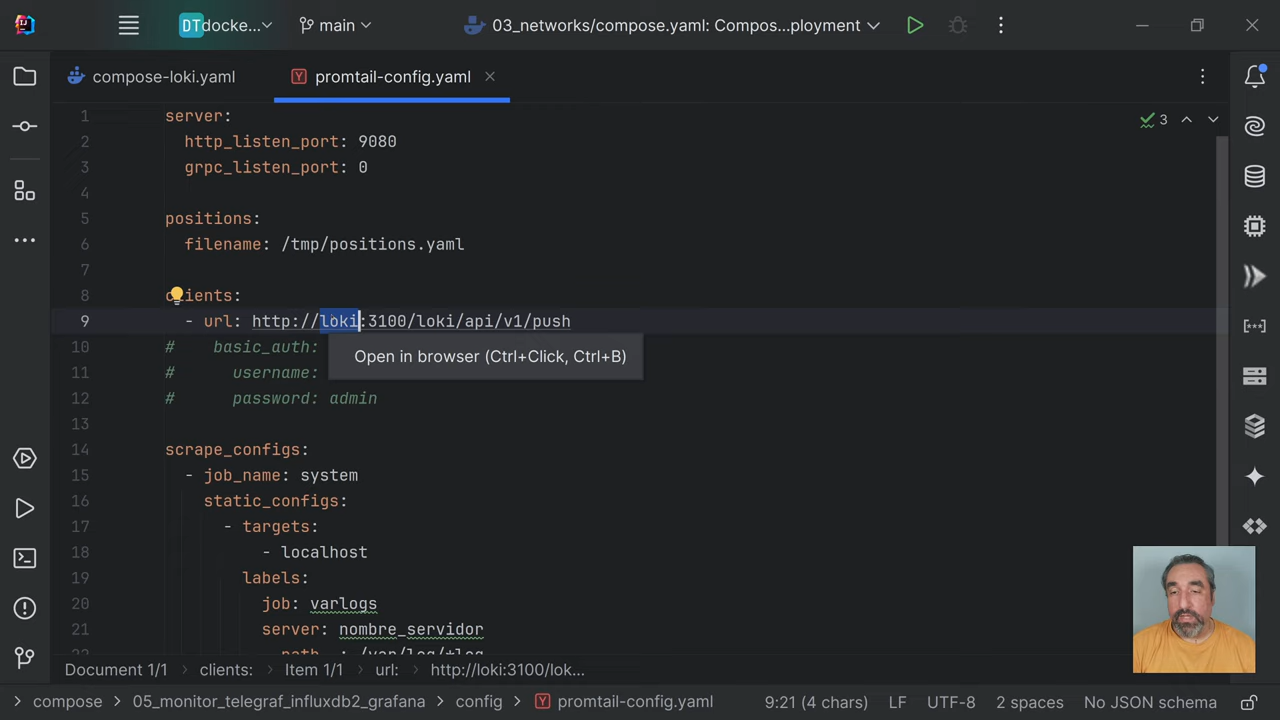 DT docke...
main
03_networks/compose.yaml: Compos...ployment
compose-loki.yaml
promtail-config.yaml
1 server:
2 http_listen_port: 9080
3 grpc_listen_port: 0
4
5 positions:
6 filename: /tmp/positions.yaml
7
8 clients:
9 - url: http://loki:3100/loki/api/v1/push
10 # basic_auth:
11 # username:
12 # password: admin
13
14 scrape_configs:
15 - job_name: system
16 static_configs:
17 - targets:
18 - localhost
19 labels:
20 job: varlogs
21 server: nombre_servidor
3
Open in browser (Ctrl+Click, Ctrl+B)
Document 1/1 clients: Item 1/1 url: http://loki:3100/lok...
compose 05_monitor_telegraf_influxdb2_grafana config promtail-config.yaml 9:21 (4 chars) LF UTF-8 2 spaces No JSON schema